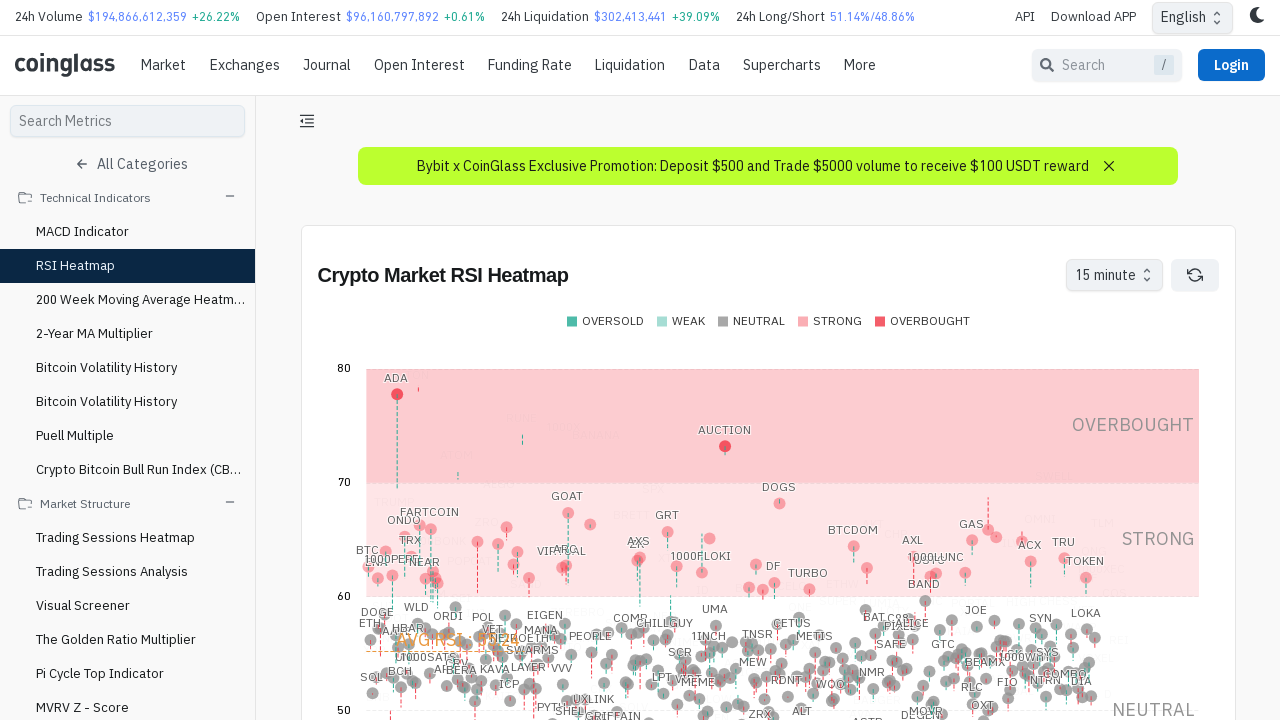 24h Volume $194,866,612,359 +26.22% Open Interest $96,160,797,892 +0.61% 24h Liquidation $302,413,441 +39.09% 24h Long/Short 51.14%/48.86% API Download APP English
coinglass Market Exchanges Journal Open Interest Funding Rate Liquidation Data Supercharts More Search / Login
Search Metrics
All Categories
Technical Indicators
MACD Indicator
RSI Heatmap
200 Week Moving Average Heatm...
2-Year MA Multiplier
Bitcoin Volatility History
Bitcoin Volatility History
Puell Multiple
Crypto Bitcoin Bull Run Index (CB...
Market Structure
Trading Sessions Heatmap
Trading Sessions Analysis
Visual Screener
The Golden Ratio Multiplier
Pi Cycle Top Indicator
MVRV Z - Score
Bybit x CoinGlass Exclusive Promotion: Deposit $500 and Trade $5000 volume to receive $100 USDT reward
Crypto Market RSI Heatmap
15 minute
OVERSOLD WEAK NEUTRAL STRONG OVERBOUGHT
80
ADA
OVERBOUGHT
AUCTION
70
DOGS
GOAT
FARTCOIN
GRT
ONDO
GAS
BTCDOM
STRONG
TRX
AXS
AXL
TRU
ACX
BTC
VIRTUAL
ARC
1000FLOKI
1000LUNC
1000PEPE
NEAR
DF
TOKEN
TURBO
BAND
60
WLD
UMA
JOE
DOGE
LOKA
ORDI
POL
EIGEN
COMP
ETH
CHILLGUY
CETUS
BAT
ALICE
SYN
HBAR
VET
MANA
PEOPLE
1INCH
TNSR
METIS
SAFE
GTC
SWARMS
SCR
SYS
1000SATS
MEW
BEAMX
1000WHY
BERA
KAVA
LAYER
VVV
NMR
COMBO
SOL
BCH
LPT
MEME
RDNT
FIO
NTRN
DIA
ICP
WOO
RLC
UXLINK
OXT
PYTH
SHELL
GRIFFAIN
ZRX
ALT
MOVR
50
NEUTRAL